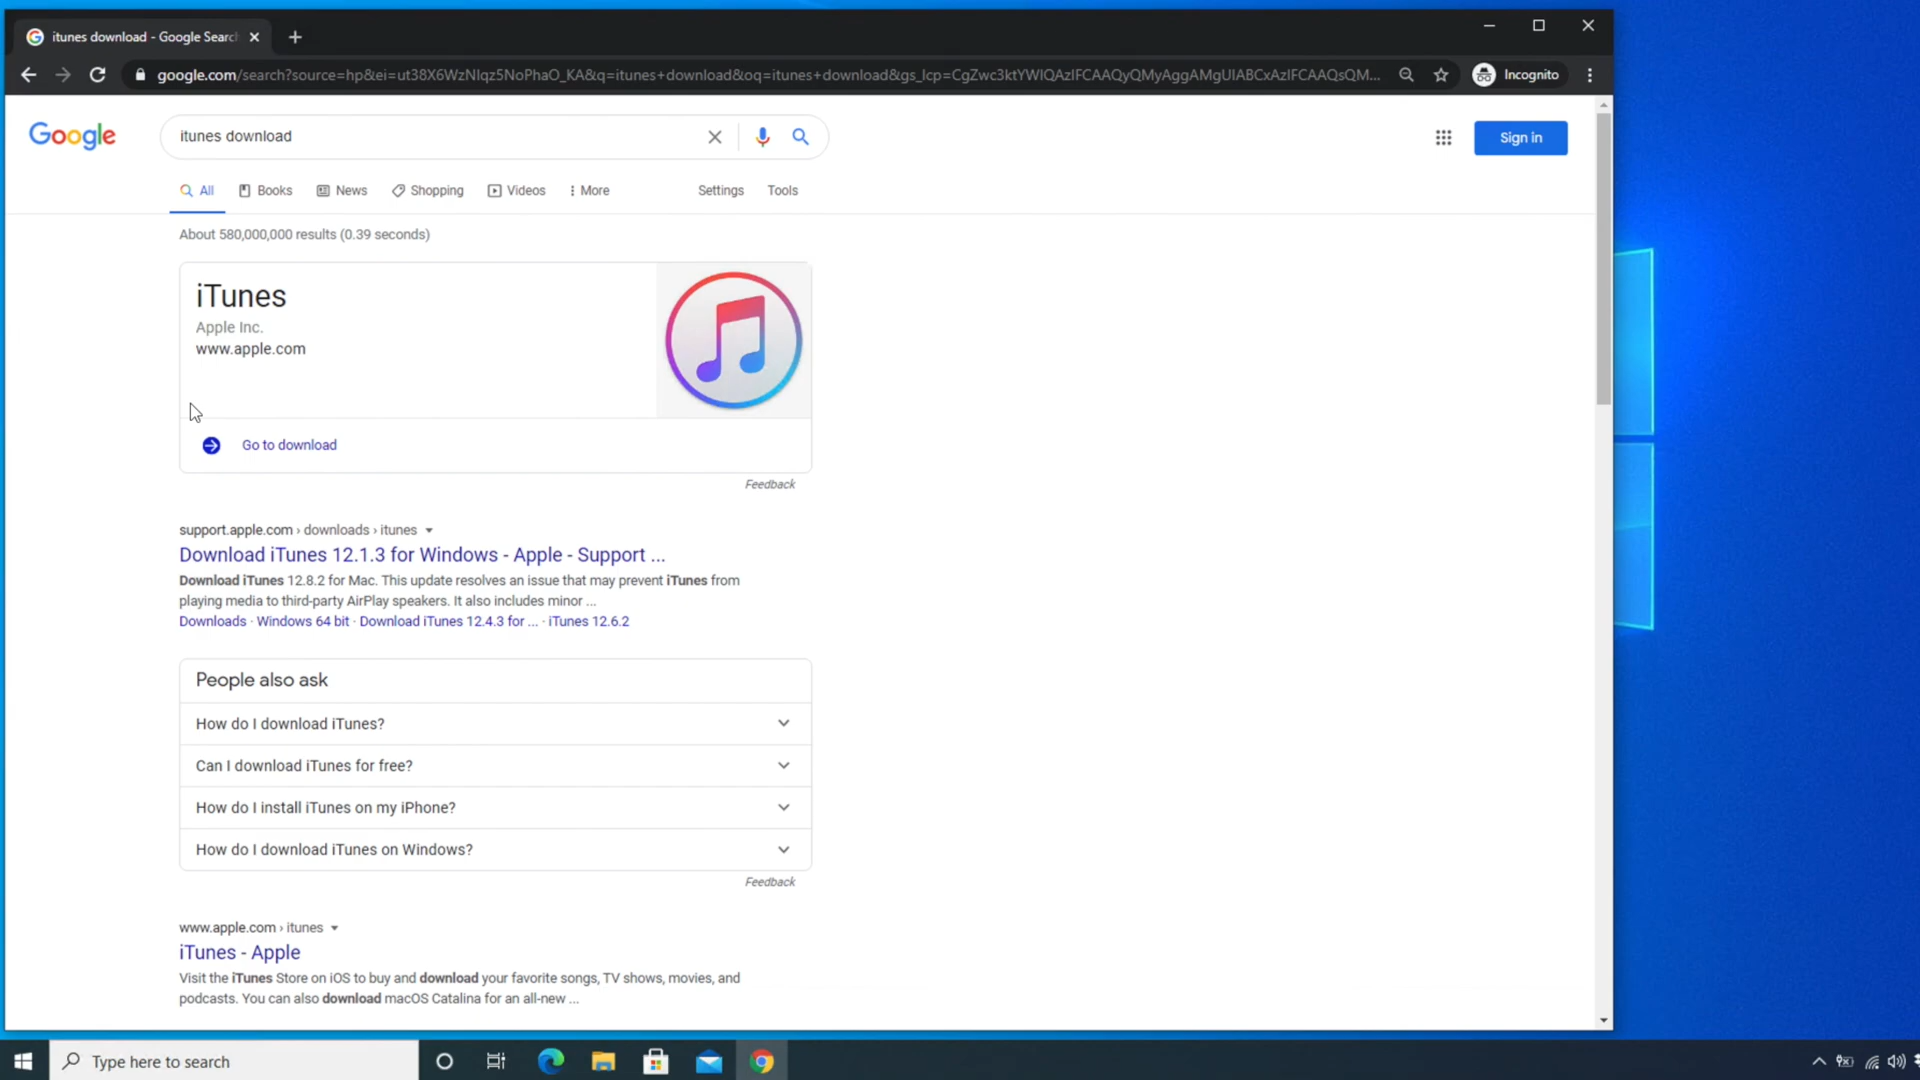 itunes download - Google Search
google.com/search?source=hp&ei=ut38X6WzNIqz5NoPhaO_KA&q=itunes+download&oq=itunes+download&gs_lcp=CgZwc3ktYWIQAzIFCAAQyQMyAggAMgUIABCxAzIFCAAQsQM...
Incognito
Google
itunes download
Sign in
All Books News Shopping Videos More Settings Tools
About 580,000,000 results (0.39 seconds)
iTunes
Apple Inc.
www.apple.com
Go to download
Feedback
support.apple.com › downloads › itunes
Download iTunes 12.1.3 for Windows - Apple - Support ...
Download iTunes 12.8.2 for Mac. This update resolves an issue that may prevent iTunes from
playing media to third-party AirPlay speakers. It also includes minor ...
Downloads · Windows 64 bit · Download iTunes 12.4.3 for ... · iTunes 12.6.2
People also ask
How do I download iTunes?
Can I download iTunes for free?
How do I install iTunes on my iPhone?
How do I download iTunes on Windows?
Feedback
www.apple.com › itunes
iTunes - Apple
Visit the iTunes Store on iOS to buy and download your favorite songs, TV shows, movies, and
podcasts. You can also download macOS Catalina for an all-new ...
Type here to search